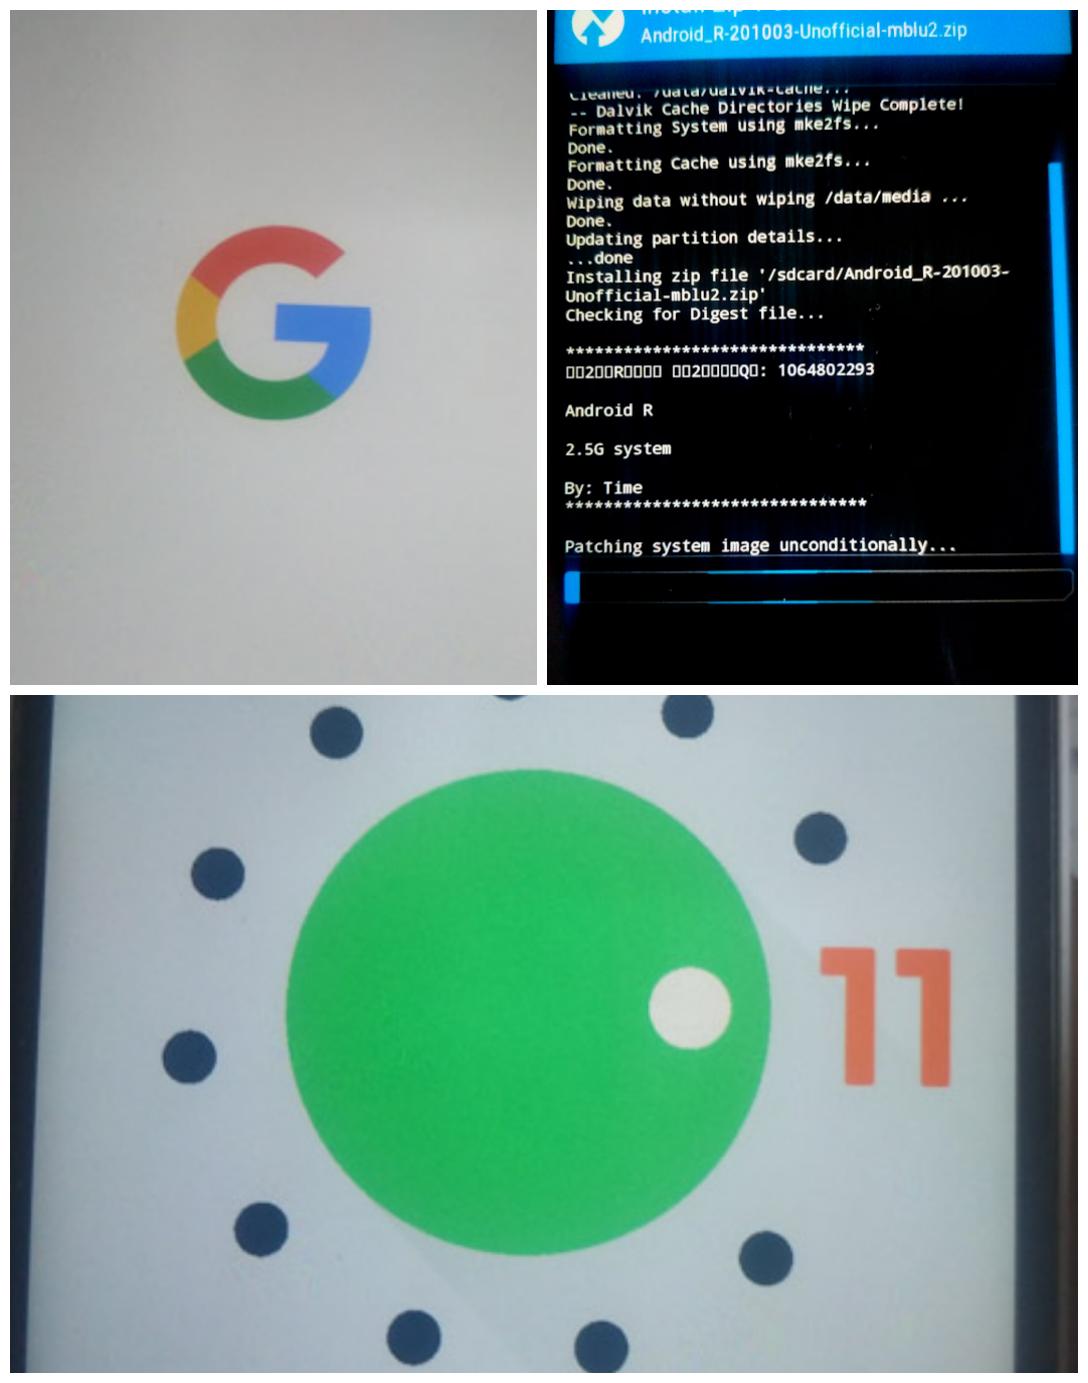 Android_R-201003-Unofficial-mblu2.zip
Cleaned: /data/dalvik-cache...
-- Dalvik Cache Directories Wipe Complete!
Formatting System using mke2fs...
Done.
Formatting Cache using mke2fs...
Done.
Wiping data without wiping /data/media ...
Done.
Updating partition details...
...done
Installing zip file '/sdcard/Android_R-201003-
Unofficial-mblu2.zip'
Checking for Digest file...
*******************************
□□2□□R□□□□ □□2□□□□Q□: 1064802293
Android R
2.5G system
By: Time
*******************************
Patching system image unconditionally...
11